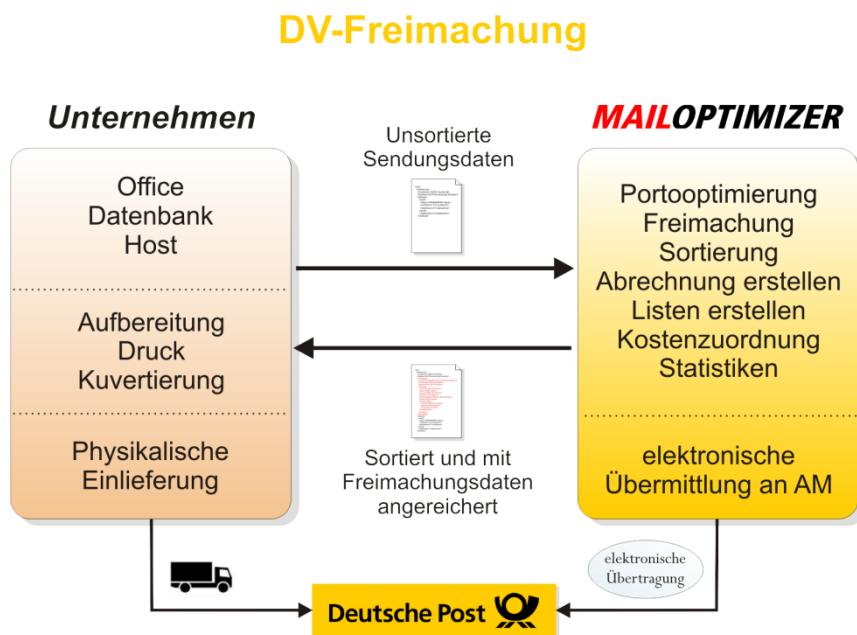 DV-Freimachung
Unternehmen
Office
Datenbank
Host
Aufbereitung
Druck
Kuvertierung
Physikalische
Einlieferung
Unsortierte
Sendungsdaten
Sortiert und mit
Freimachungsdaten
angereichert
MAILOPTIMIZER
Portooptimierung
Freimachung
Sortierung
Abrechnung erstellen
Listen erstellen
Kostenzuordnung
Statistiken
elektronische
Übermittlung an AM
elektronische
Übertragung
Deutsche Post